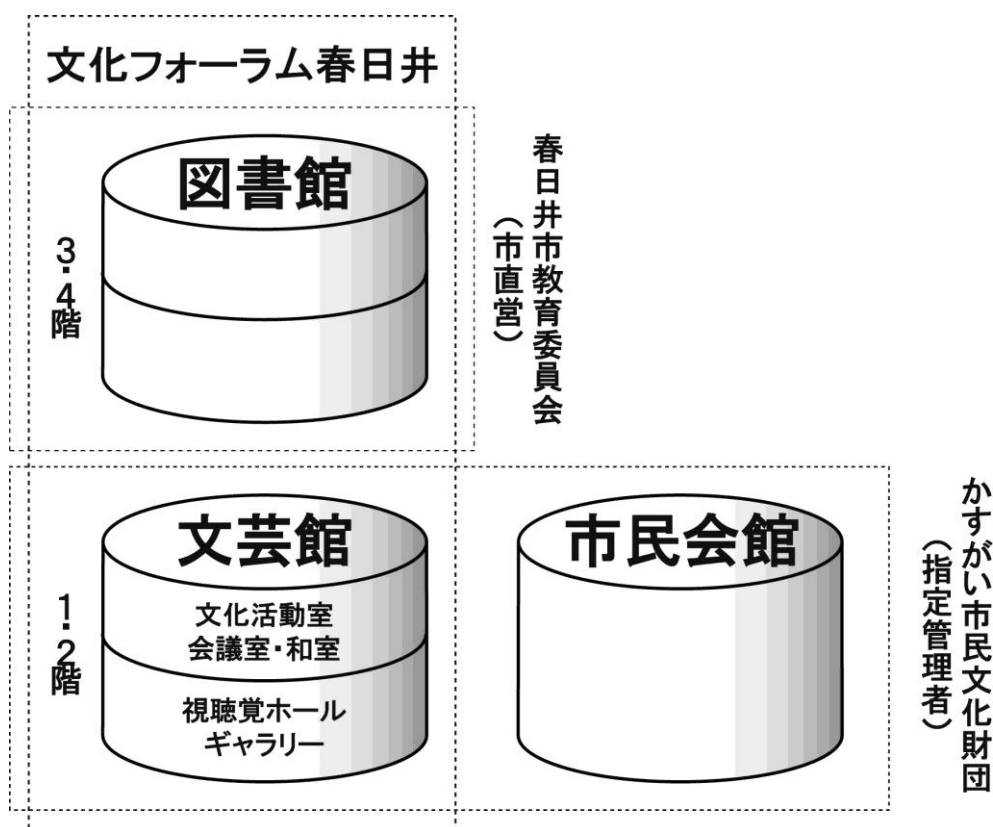 文化フォーラム春日井
図書館
3・4階
春日井市教育委員会
（市直営）
文芸館
文化活動室
会議室・和室
視聴覚ホール
ギャラリー
1・2階
市民会館
かすがい市民文化財団
（指定管理者）